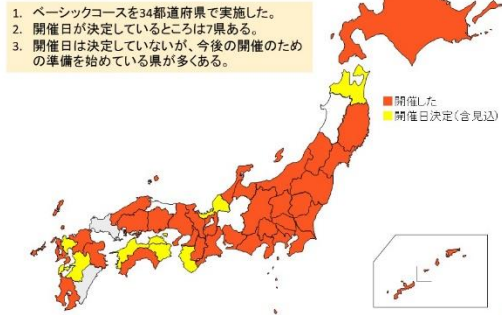 1. ベーシックコースを34都道府県で実施した。
2. 開催日が決定しているところは7県ある。
3. 開催日は決定していないが、今後の開催のため
の準備を始めている県が多くある。
開催した
開催日決定(含見込)